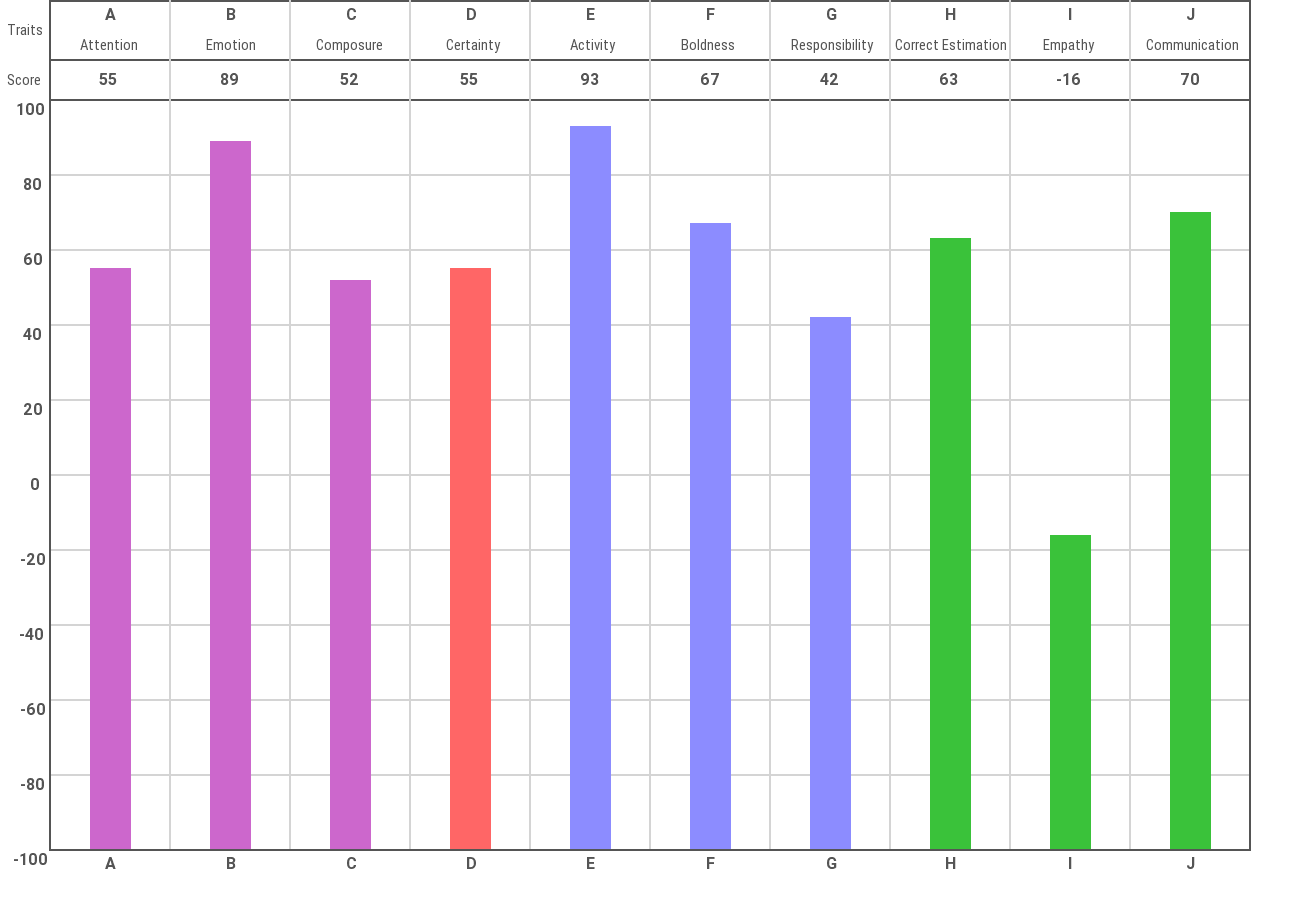 Traits
A B C D E F G H I J
Attention Emotion Composure Certainty Activity Boldness Responsibility Correct Estimation Empathy Communication
Score 55 89 52 55 93 67 42 63 -16 70
100
80
60
40
20
0
-20
-40
-60
-80
-100
A B C D E F G H I J